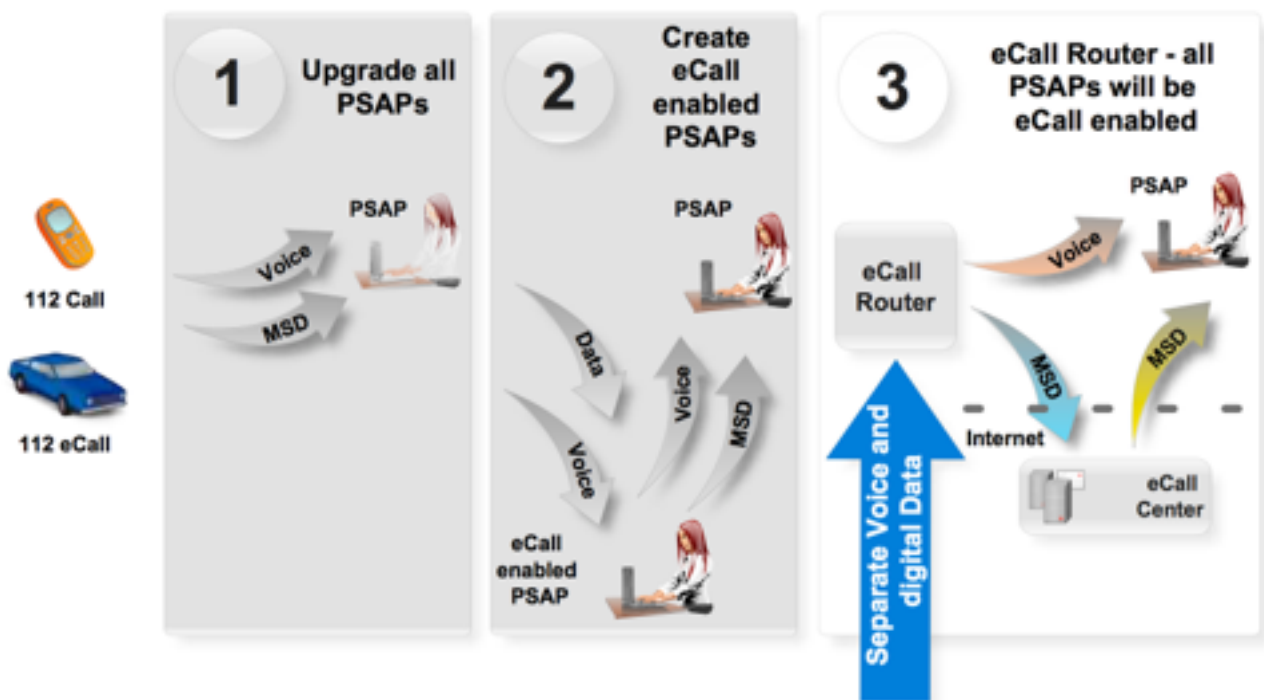 112 Call
112 eCall
1
Upgrade all
PSAPs
PSAP
Voice
MSD
2
Create
eCall
enabled
PSAPs
PSAP
Data
Voice
Voice
MSD
eCall
enabled
PSAP
3
eCall Router - all
PSAPs will be
eCall enabled
PSAP
eCall
Router
Voice
MSD
MSD
Internet
eCall
Center
Separate Voice and
digital Data